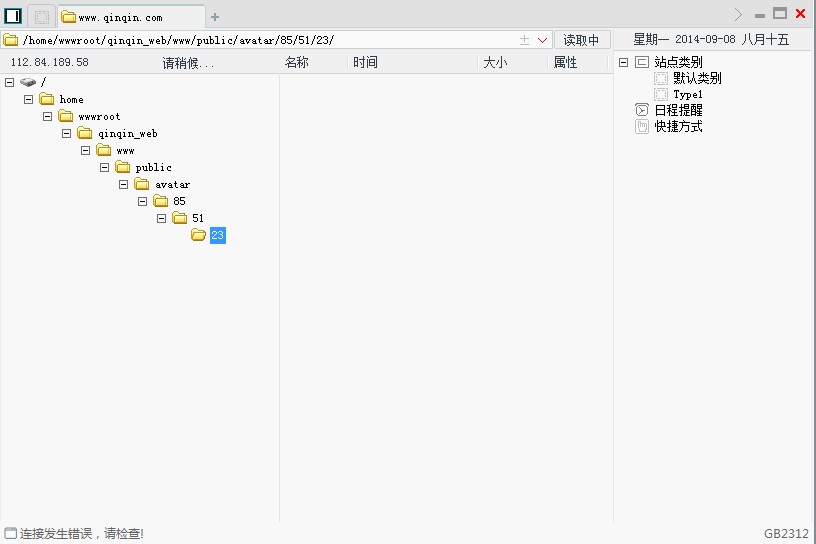 www.qinqin.com
/home/wwwroot/qinqin_web/www/public/avatar/85/51/23/ 读取中
星期一 2014-09-08 八月十五
112.84.189.58 请稍候... 名称 时间 大小 属性
/
home
wwwroot
qinqin_web
www
public
avatar
85
51
23
站点类别
默认类别
Type1
日程提醒
快捷方式
连接发生错误，请检查! GB2312